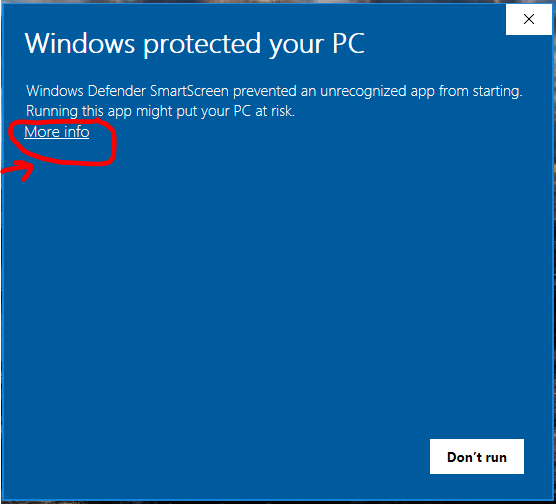 Windows protected your PC
Windows Defender SmartScreen prevented an unrecognized app from starting.
Running this app might put your PC at risk.
More info
Don't run